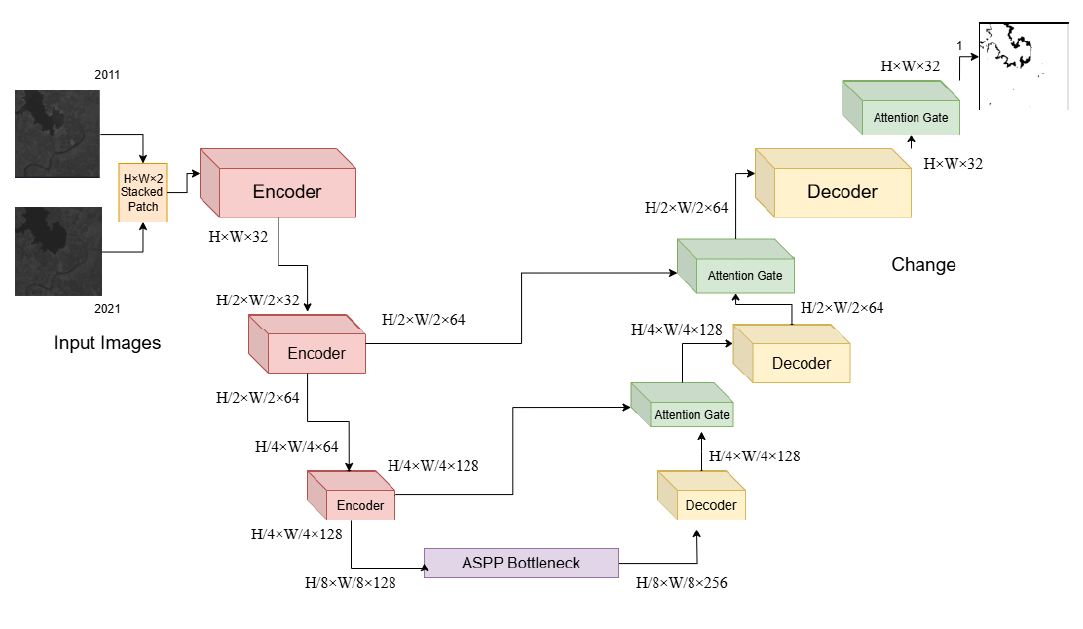 2011
H×W×2
Stacked
Patch
2021
Input Images
Encoder
H×W×32
H/2×W/2×32
Encoder
H/2×W/2×64
H/2×W/2×64
H/4×W/4×64
Encoder
H/4×W/4×128
H/4×W/4×128
H/8×W/8×128
ASPP Bottleneck
H/8×W/8×256
Decoder
H/4×W/4×128
Attention Gate
H/4×W/4×128
Decoder
H/2×W/2×64
Attention Gate
H/2×W/2×64
Decoder
H×W×32
Attention Gate
H×W×32
1
Change